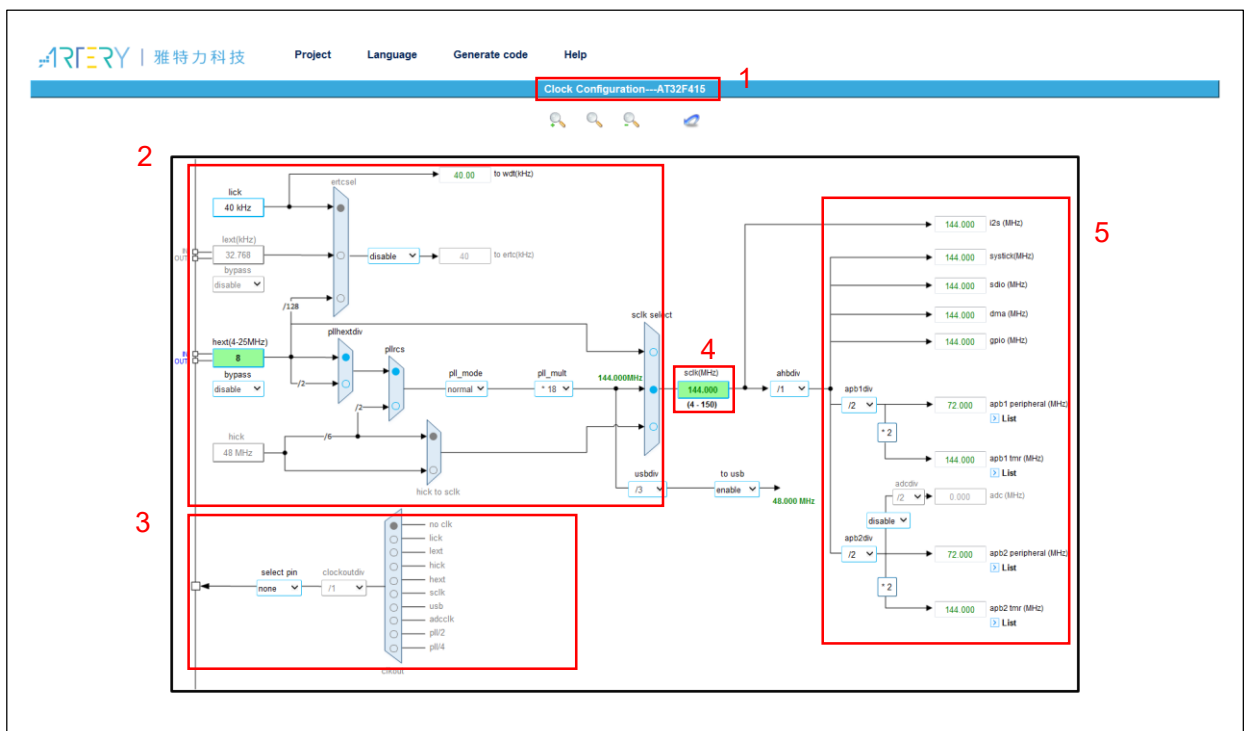 ARTERY | 雅特力科技 Project Language Generate code Help
1
Clock Configuration---AT32F415
2
lick
40 kHz
ertcsel
40.00 to wdt(kHz)
lext(kHz)
IN
OUT
32.768
bypass
disable
disable
40 to ertc(kHz)
/128
hext(4-25MHz)
IN
OUT
8
bypass
disable
pllhextdiv
/2
pllrcs
/2
pll_mode
normal
pll_mult
* 18
144.000MHz
sclk select
hick
48 MHz
/6
hick to sclk
usbdiv
/3
to usb
enable
48.000 MHz
4
sclk(MHz)
144.000
(4 - 150)
ahbdiv
/1
5
144.000 i2s (MHz)
144.000 systick(MHz)
144.000 sdio (MHz)
144.000 dma (MHz)
144.000 gpio (MHz)
apb1div
/2
72.000 apb1 peripheral (MHz)
List
* 2
144.000 apb1 tmr (MHz)
List
adcdiv
/2
0.000 adc (MHz)
disable
apb2div
/2
72.000 apb2 peripheral (MHz)
List
* 2
144.000 apb2 tmr (MHz)
List
3
select pin
none
clockoutdiv
/1
no clk
lick
lext
hick
hext
sclk
usb
adcclk
pll/2
pll/4
clkout